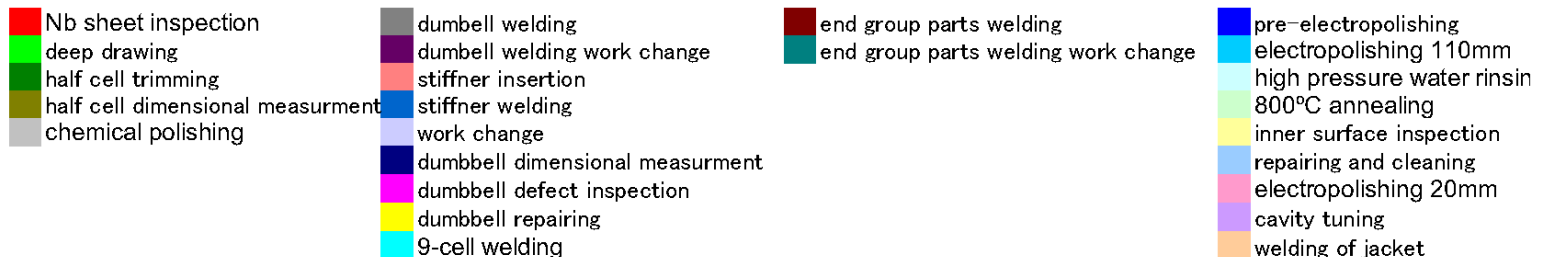 Nb sheet inspection
deep drawing
half cell trimming
half cell dimensional measurment
chemical polishing
dumbell welding
dumbell welding work change
stiffner insertion
stiffner welding
work change
dumbbell dimensional measurment
dumbbell defect inspection
dumbbell repairing
9-cell welding
end group parts welding
end group parts welding work change
pre-electropolishing
electropolishing 110mm
high pressure water rinsin
800ºC annealing
inner surface inspection
repairing and cleaning
electropolishing 20mm
cavity tuning
welding of jacket